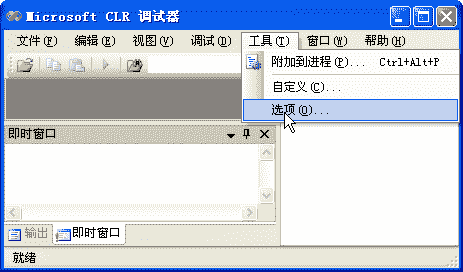 Microsoft CLR 调试器
文件(F) 编辑(E) 视图(V) 调试(D) 工具(T) 窗口(W) 帮助(H)
附加到进程(P)... Ctrl+Alt+P
自定义(C)...
选项(O)...
即时窗口
输出 即时窗口
就绪